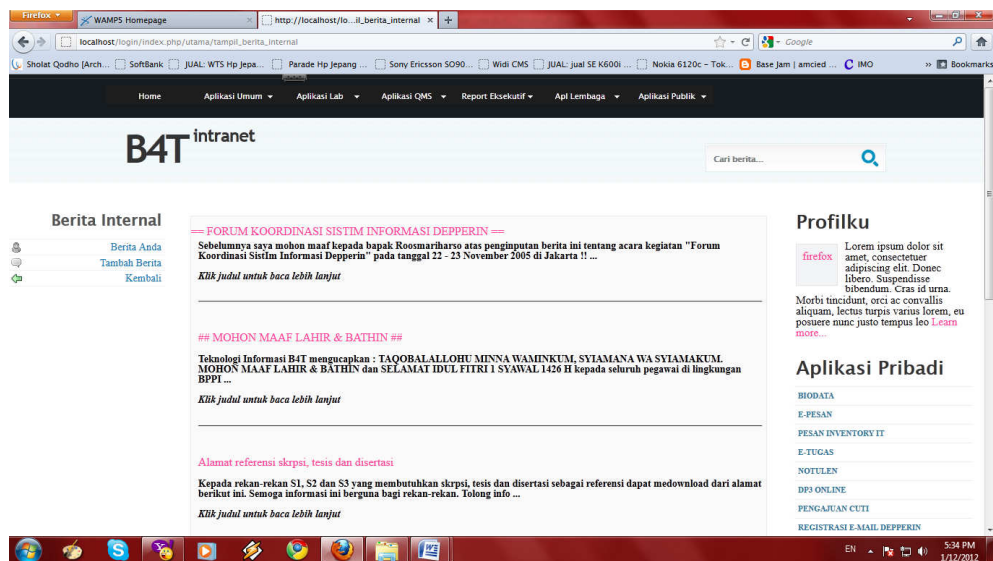 Firefox
WAMP5 Homepage
http://localhost/lo...il_berita_internal
localhost/login/index.php/utama/tampil_berita_internal
Google
Sholat Qodho [Arch...
SoftBank
JUAL: WTS Hp Jepa...
Parade Hp Jepang ...
Sony Ericsson SO90...
Widi CMS
JUAL: jual SE K600i ...
Nokia 6120c – Tok...
Base Jam | amcied ...
IMO
Bookmarks
Home
Aplikasi Umum
Aplikasi Lab
Aplikasi QMS
Report Eksekutif
Apl Lembaga
Aplikasi Publik
B4T intranet
Cari berita...
Berita Internal
Berita Anda
Tambah Berita
Kembali
== FORUM KOORDINASI SISTIM INFORMASI DEPPERIN ==
Sebelumnya saya mohon maaf kepada bapak Roosmariharso atas penginputan berita ini tentang acara kegiatan "Forum
Koordinasi SistIm Informasi Depperin" pada tanggal 22 - 23 November 2005 di Jakarta !! ...
Klik judul untuk baca lebih lanjut
## MOHON MAAF LAHIR & BATHIN ##
Teknologi Informasi B4T mengucapkan : TAQOBALALLOHU MINNA WAMINKUM, SYIAMANA WA SYIAMAKUM.
MOHON MAAF LAHIR & BATHIN dan SELAMAT IDUL FITRI 1 SYAWAL 1426 H kepada seluruh pegawai di lingkungan
BPPI ...
Klik judul untuk baca lebih lanjut
Alamat referensi skrpsi, tesis dan disertasi
Kepada rekan-rekan S1, S2 dan S3 yang membutuhkan skrpsi, tesis dan disertasi sebagai referensi dapat medownload dari alamat
berikut ini. Semoga informasi ini berguna bagi rekan-rekan. Tolong info ...
Klik judul untuk baca lebih lanjut
Profilku
firefox
Lorem ipsum dolor sit
amet, consectetuer
adipiscing elit. Donec
libero. Suspendisse
bibendum. Cras id urna.
Morbi tincidunt, orci ac convallis
aliquam, lectus turpis varius lorem, eu
posuere nunc justo tempus leo Learn
more...
Aplikasi Pribadi
BIODATA
E-PESAN
PESAN INVENTORY IT
E-TUGAS
NOTULEN
DP3 ONLINE
PENGAJUAN CUTI
REGISTRASI E-MAIL DEPPERIN
EN
5:34 PM
1/12/2012